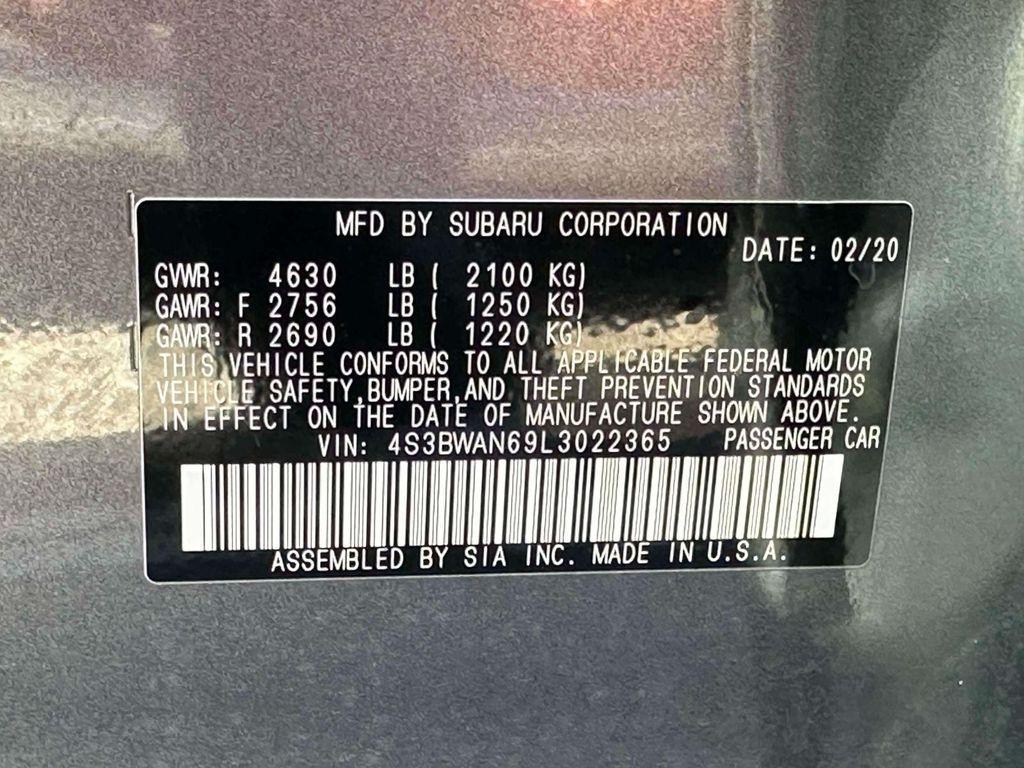 MFD BY SUBARU CORPORATION
DATE: 02/20
GVWR: 4630 LB ( 2100 KG)
GAWR: F 2756 LB ( 1250 KG)
GAWR: R 2690 LB ( 1220 KG)
THIS VEHICLE CONFORMS TO ALL APPLICABLE FEDERAL MOTOR
VEHICLE SAFETY,BUMPER,AND THEFT PREVENTION STANDARDS
IN EFFECT ON THE DATE OF MANUFACTURE SHOWN ABOVE.
VIN: 4S3BWAN69L3022365 PASSENGER CAR
ASSEMBLED BY SIA INC. MADE IN U.S.A.